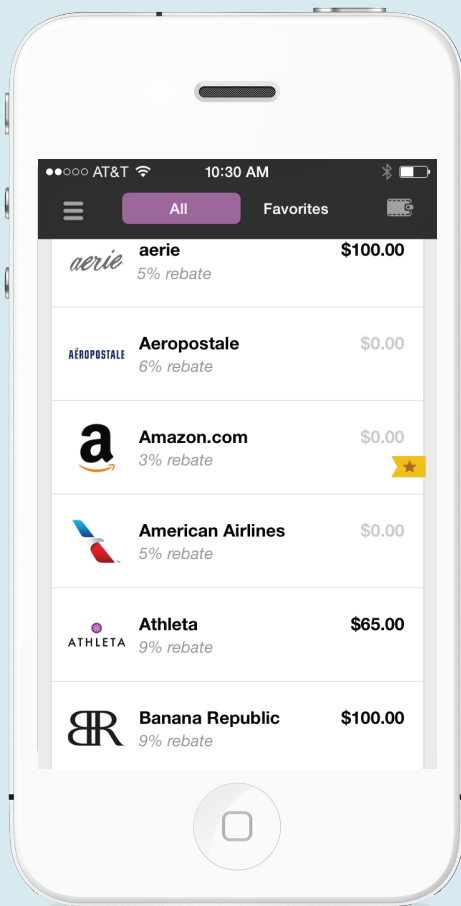 ●●○○○ AT&T 10:30 AM
All Favorites
aerie aerie $100.00
5% rebate
AÉROPOSTALE Aeropostale $0.00
6% rebate
a Amazon.com $0.00
3% rebate
American Airlines $0.00
5% rebate
ATHLETA Athleta $65.00
9% rebate
BR Banana Republic $100.00
9% rebate